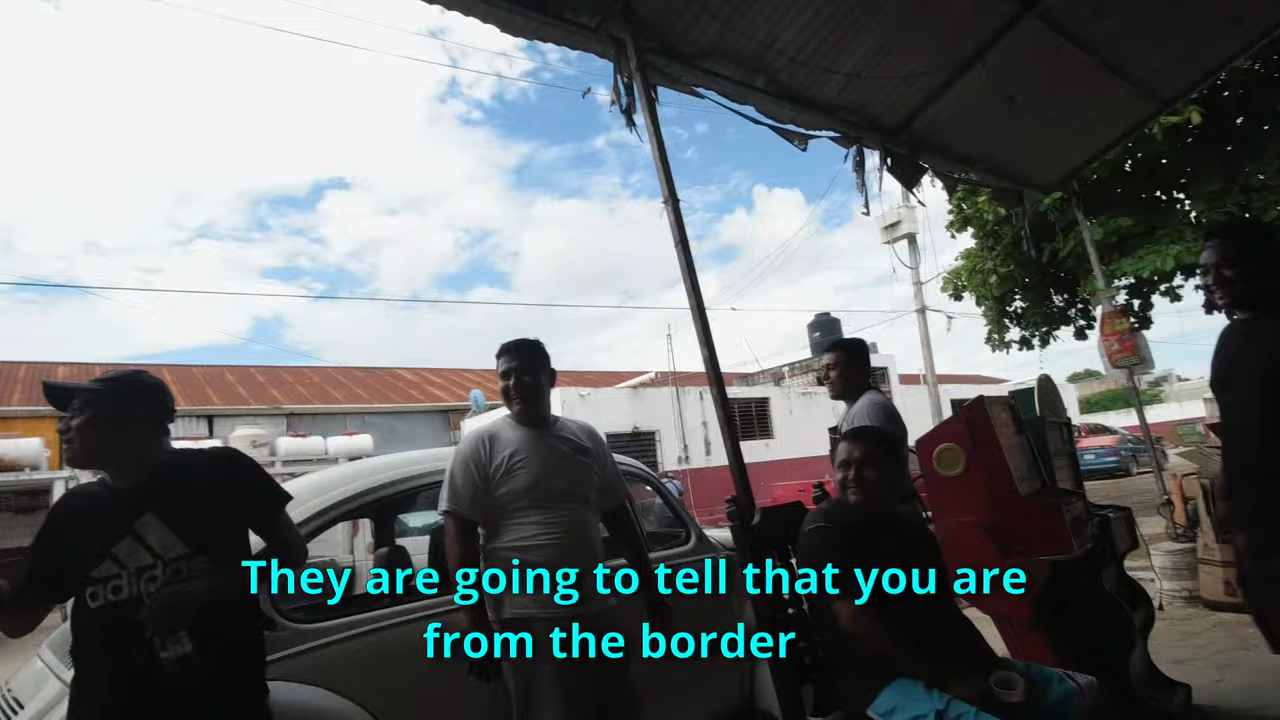 They are going to tell that you are
from the border
adidas